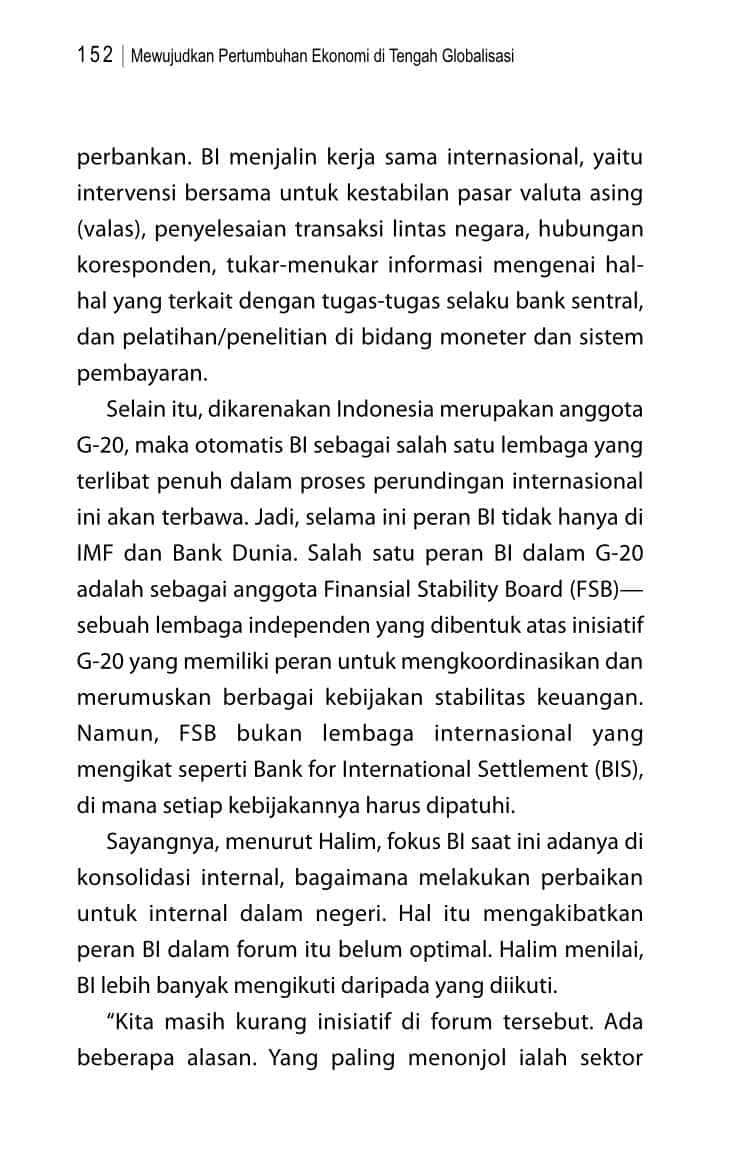 152 | Mewujudkan Pertumbuhan Ekonomi di Tengah Globalisasi
perbankan. BI menjalin kerja sama internasional, yaitu
intervensi bersama untuk kestabilan pasar valuta asing
(valas), penyelesaian transaksi lintas negara, hubungan
koresponden, tukar-menukar informasi mengenai hal-
hal yang terkait dengan tugas-tugas selaku bank sentral,
dan pelatihan/penelitian di bidang moneter dan sistem
pembayaran.
Selain itu, dikarenakan Indonesia merupakan anggota
G-20, maka otomatis BI sebagai salah satu lembaga yang
terlibat penuh dalam proses perundingan internasional
ini akan terbawa. Jadi, selama ini peran BI tidak hanya di
IMF dan Bank Dunia. Salah satu peran BI dalam G-20
adalah sebagai anggota Finansial Stability Board (FSB)—
sebuah lembaga independen yang dibentuk atas inisiatif
G-20 yang memiliki peran untuk mengkoordinasikan dan
merumuskan berbagai kebijakan stabilitas keuangan.
Namun, FSB bukan lembaga internasional yang
mengikat seperti Bank for International Settlement (BIS),
di mana setiap kebijakannya harus dipatuhi.
Sayangnya, menurut Halim, fokus BI saat ini adanya di
konsolidasi internal, bagaimana melakukan perbaikan
untuk internal dalam negeri. Hal itu mengakibatkan
peran BI dalam forum itu belum optimal. Halim menilai,
BI lebih banyak mengikuti daripada yang diikuti.
“Kita masih kurang inisiatif di forum tersebut. Ada
beberapa alasan. Yang paling menonjol ialah sektor